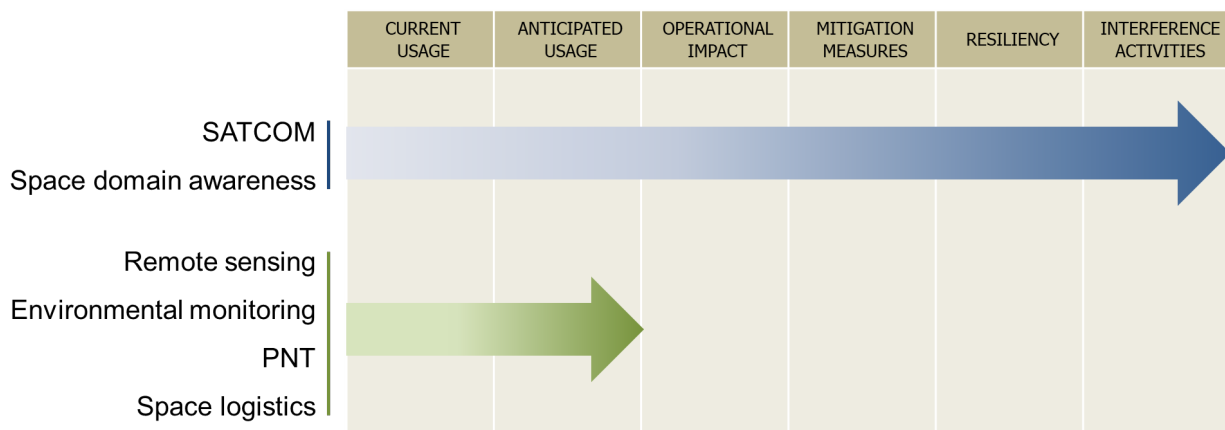 CURRENT
USAGE
ANTICIPATED
USAGE
OPERATIONAL
IMPACT
MITIGATION
MEASURES
RESILIENCY
INTERFERENCE
ACTIVITIES
SATCOM
Space domain awareness
Remote sensing
Environmental monitoring
PNT
Space logistics